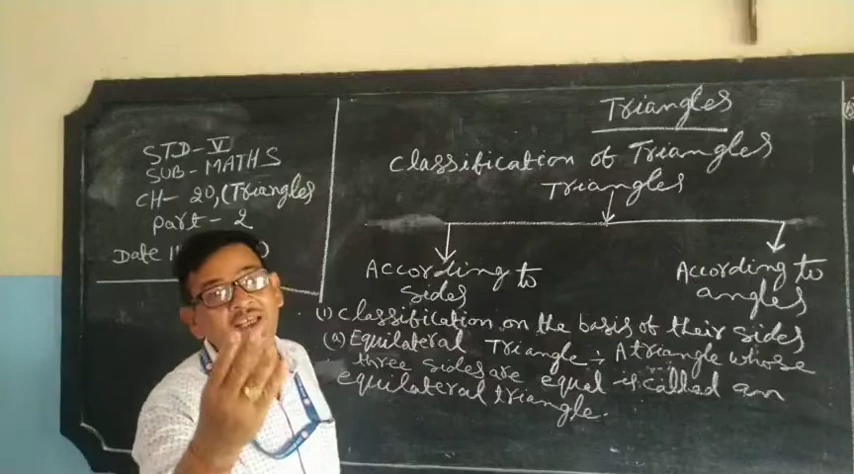 STD-V
SUB-MATHS
CH-20,(Triangles
Part-2
Date 11
Triangles
Classification of Triangles
Triangles
According to
sides
According to
angles
(1) Classification on the basis of their sides
(a) Equilateral Triangle÷ A triangle whose
three sides are equal is called an
equilateral triangle.